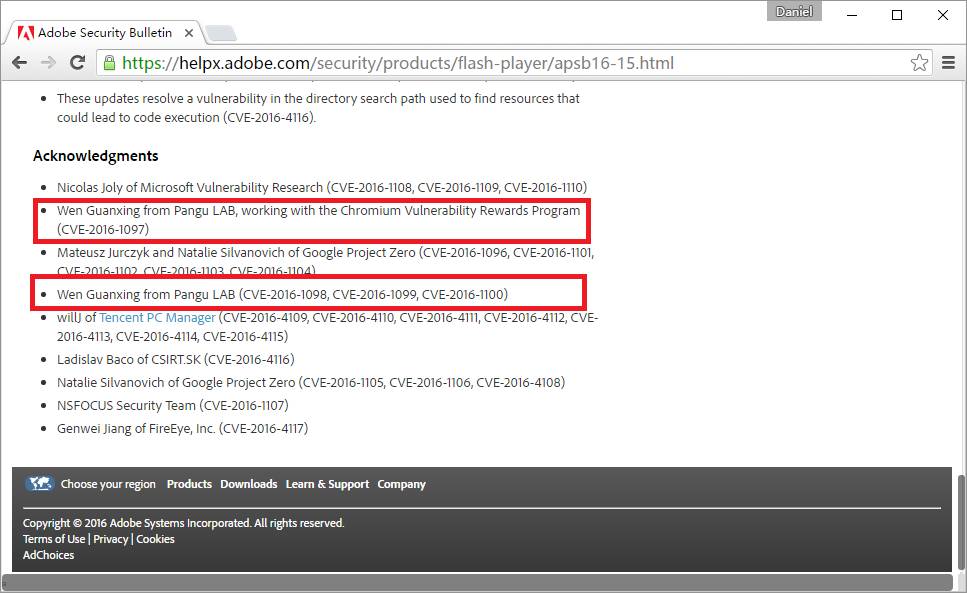 Daniel
Adobe Security Bulletin
https://helpx.adobe.com/security/products/flash-player/apsb16-15.html
These updates resolve a vulnerability in the directory search path used to find resources that
could lead to code execution (CVE-2016-4116).
Acknowledgments
Nicolas Joly of Microsoft Vulnerability Research (CVE-2016-1108, CVE-2016-1109, CVE-2016-1110)
Wen Guanxing from Pangu LAB, working with the Chromium Vulnerability Rewards Program
(CVE-2016-1097)
Mateusz Jurczyk and Natalie Silvanovich of Google Project Zero (CVE-2016-1096, CVE-2016-1101,
CVE-2016-1102, CVE-2016-1103, CVE-2016-1104)
Wen Guanxing from Pangu LAB (CVE-2016-1098, CVE-2016-1099, CVE-2016-1100)
willJ of Tencent PC Manager (CVE-2016-4109, CVE-2016-4110, CVE-2016-4111, CVE-2016-4112, CVE-
2016-4113, CVE-2016-4114, CVE-2016-4115)
Ladislav Baco of CSIRT.SK (CVE-2016-4116)
Natalie Silvanovich of Google Project Zero (CVE-2016-1105, CVE-2016-1106, CVE-2016-4108)
NSFOCUS Security Team (CVE-2016-1107)
Genwei Jiang of FireEye, Inc. (CVE-2016-4117)
Choose your region Products Downloads Learn & Support Company
Copyright © 2016 Adobe Systems Incorporated. All rights reserved.
Terms of Use | Privacy | Cookies
AdChoices